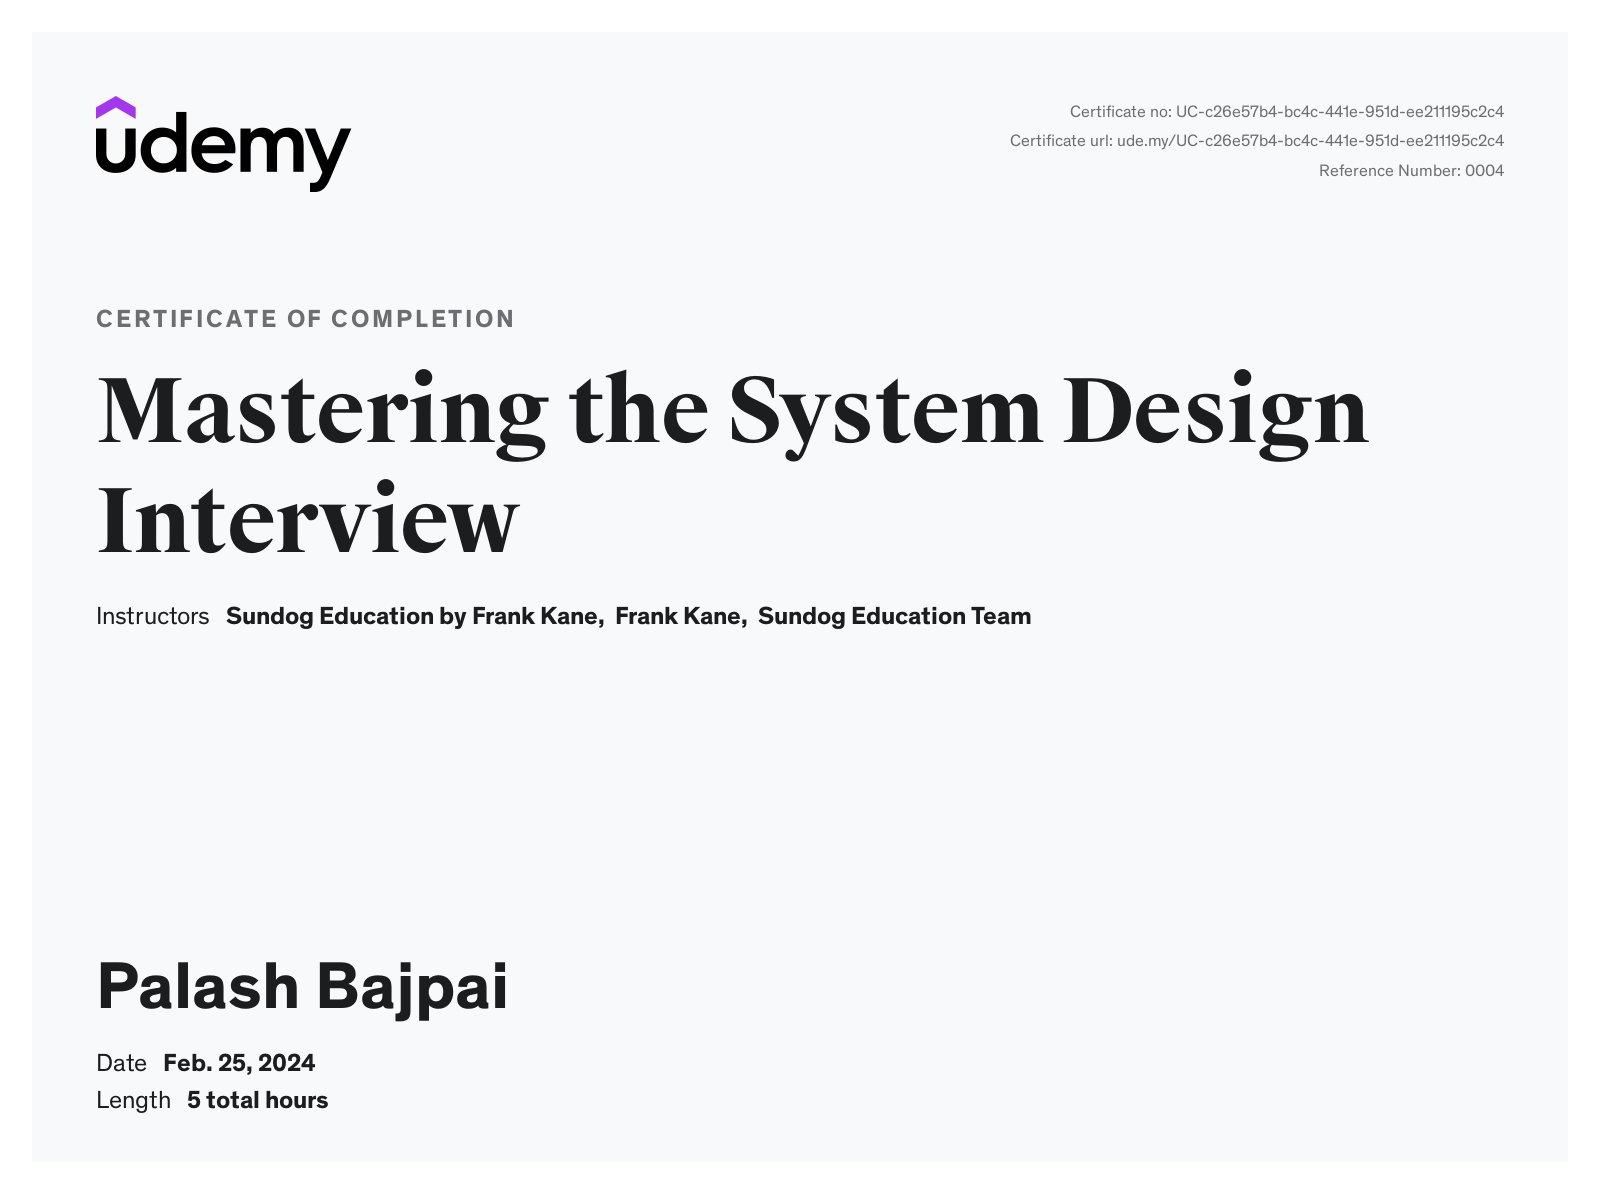 udemy
Certificate no: UC-c26e57b4-bc4c-441e-951d-ee211195c2c4
Certificate url: ude.my/UC-c26e57b4-bc4c-441e-951d-ee211195c2c4
Reference Number: 0004
CERTIFICATE OF COMPLETION
Mastering the System Design
Interview
Instructors Sundog Education by Frank Kane, Frank Kane, Sundog Education Team
Palash Bajpai
Date Feb. 25, 2024
Length 5 total hours